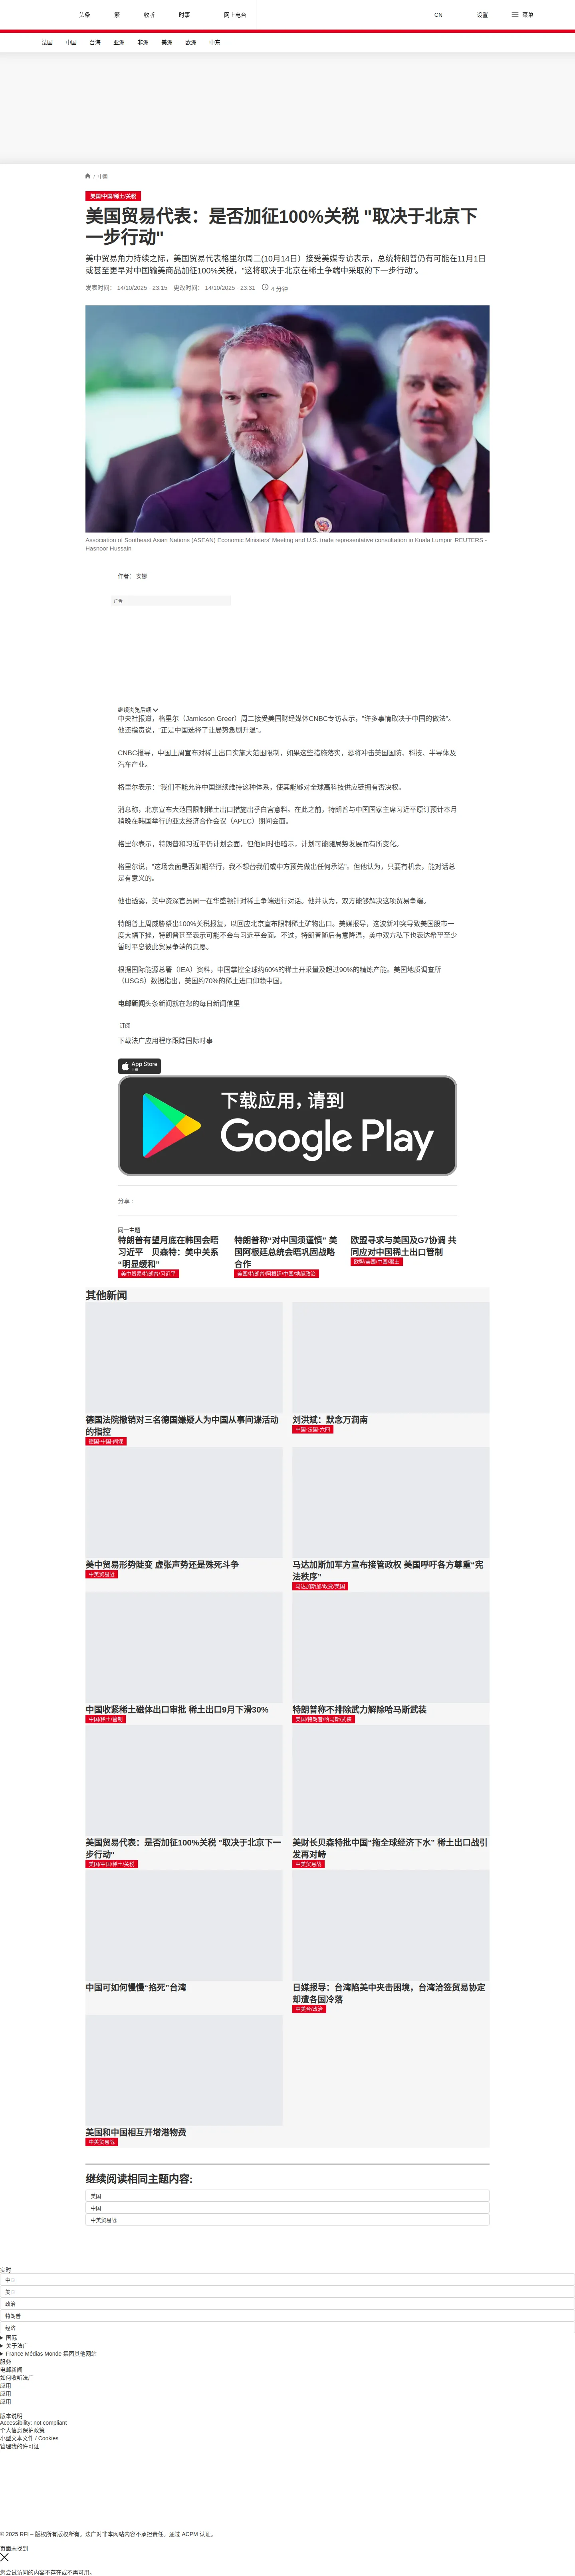 头条
繁
收听
时事
网上电台
CN
设置
菜单
法国
中国
台海
亚洲
非洲
美洲
欧洲
中东
/ 中国
美国/中国/稀土/关税
美国贸易代表：是否加征100%关税 "取决于北京下
一步行动"
美中贸易角力持续之际，美国贸易代表格里尔周二(10月14日）接受美媒专访表示，总统特朗普仍有可能在11月1日
或甚至更早对中国输美商品加征100%关税，"这将取决于北京在稀土争端中采取的下一步行动"。
发表时间： 14/10/2025 - 23:15 更改时间： 14/10/2025 - 23:31 4 分钟
Association of Southeast Asian Nations (ASEAN) Economic Ministers' Meeting and U.S. trade representative consultation in Kuala Lumpur REUTERS -
Hasnoor Hussain
作者： 安娜
广告
继续浏览后续
中央社报道，格里尔（Jamieson Greer）周二接受美国财经媒体CNBC专访表示，"许多事情取决于中国的做法"。
他还指责说，"正是中国选择了让局势急剧升温"。
CNBC报导，中国上周宣布对稀土出口实施大范围限制，如果这些措施落实，恐将冲击美国国防、科技、半导体及
汽车产业。
格里尔表示："我们不能允许中国继续维持这种体系，使其能够对全球高科技供应链拥有否决权。
消息称，北京宣布大范围限制稀土出口措施出乎白宫意料。在此之前，特朗普与中国国家主席习近平原订预计本月
稍晚在韩国举行的亚太经济合作会议（APEC）期间会面。
格里尔表示，特朗普和习近平仍计划会面，但他同时也暗示，计划可能随局势发展而有所变化。
格里尔说，"这场会面是否如期举行，我不想替我们或中方预先做出任何承诺"。但他认为，只要有机会，能对话总
是有意义的。
他也透露，美中资深官员周一在华盛顿针对稀土争端进行对话。他并认为，双方能够解决这项贸易争端。
特朗普上周威胁祭出100%关税报复，以回应北京宣布限制稀土矿物出口。美媒报导，这波新冲突导致美国股市一
度大幅下挫，特朗普甚至表示可能不会与习近平会面。不过，特朗普随后有意降温，美中双方私下也表达希望至少
暂时平息彼此贸易争端的意愿。
根据国际能源总署（IEA）资料，中国掌控全球约60%的稀土开采量及超过90%的精炼产能。美国地质调查所
（USGS）数据指出，美国约70%的稀土进口仰赖中国。
电邮新闻头条新闻就在您的每日新闻信里
订阅
下载法广应用程序跟踪国际时事
App Store
下载
下载应用，请到
Google Play
分享 :
同一主题
特朗普有望月底在韩国会晤
习近平 贝森特：美中关系
“明显缓和”
美中贸易/特朗普/习近平
特朗普称“对中国须谨慎” 美
国阿根廷总统会晤巩固战略
合作
美国/特朗普/阿根廷/中国/地缘政治
欧盟寻求与美国及G7协调 共
同应对中国稀土出口管制
欧盟/美国/中国/稀土
其他新闻
德国法院撤销对三名德国嫌疑人为中国从事间谍活动
的指控
德国·中国·间谍
刘洪斌：默念万润南
中国·法国·六四
美中贸易形势陡变 虚张声势还是殊死斗争
中美贸易战
马达加斯加军方宣布接管政权 美国呼吁各方尊重“宪
法秩序”
马达加斯加/政变/美国
中国收紧稀土磁体出口审批 稀土出口9月下滑30%
中国/稀土/管制
特朗普称不排除武力解除哈马斯武装
美国/特朗普/哈马斯/武装
美国贸易代表：是否加征100%关税 "取决于北京下一
步行动"
美国/中国/稀土/关税
美财长贝森特批中国“拖全球经济下水” 稀土出口战引
发再对峙
中美贸易战
中国可如何慢慢“掐死”台湾
日媒报导：台湾陷美中夹击困境，台湾洽签贸易协定
却遭各国冷落
中美台/政治
美国和中国相互开增港物费
中美贸易战
继续阅读相同主题内容:
美国
中国
中美贸易战
实时
中国
美国
政治
特朗普
经济
国际
关于法广
France Médias Monde 集团其他网站
服务
电邮新闻
如何收听法广
应用
应用
应用
版本说明
Accessibility: not compliant
个人信息保护政策
小型文本文件 / Cookies
管理我的许可证
© 2025 RFI – 版权所有版权所有。法广对非本网站内容不承担责任。通过 ACPM 认证。
页面未找到
您尝试访问的内容不存在或不再可用。